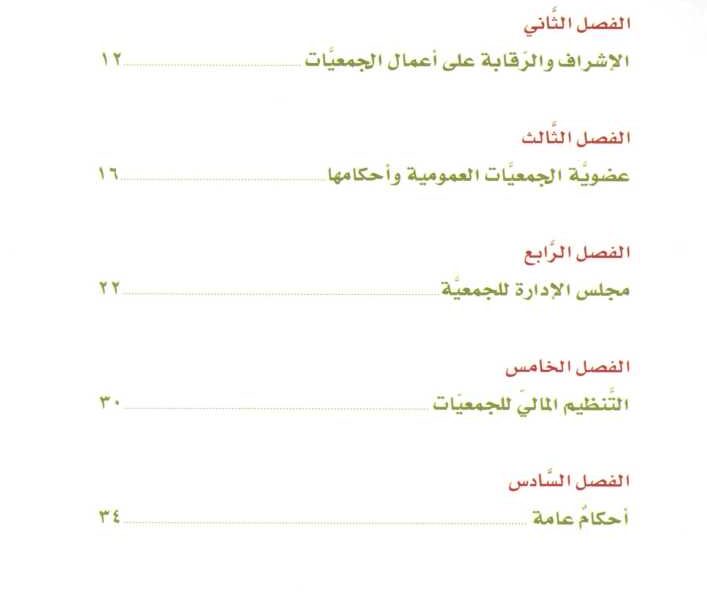 الفصل الثَّاني
الإشراف والرّقابة على أعمال الجمعيَّات ........ ١٢
الفصل الثَّالث
عضويَّة الجمعيَّات العمومية وأحكامها ........ ١٦
الفصل الرَّابع
مجلس الإدارة للجمعيَّة ........ ٢٢
الفصل الخامس
التَّنظيم الماليّ للجمعيّات ........ ٣٠
الفصل السَّادس
أحكامٌ عامة ........ ٣٤